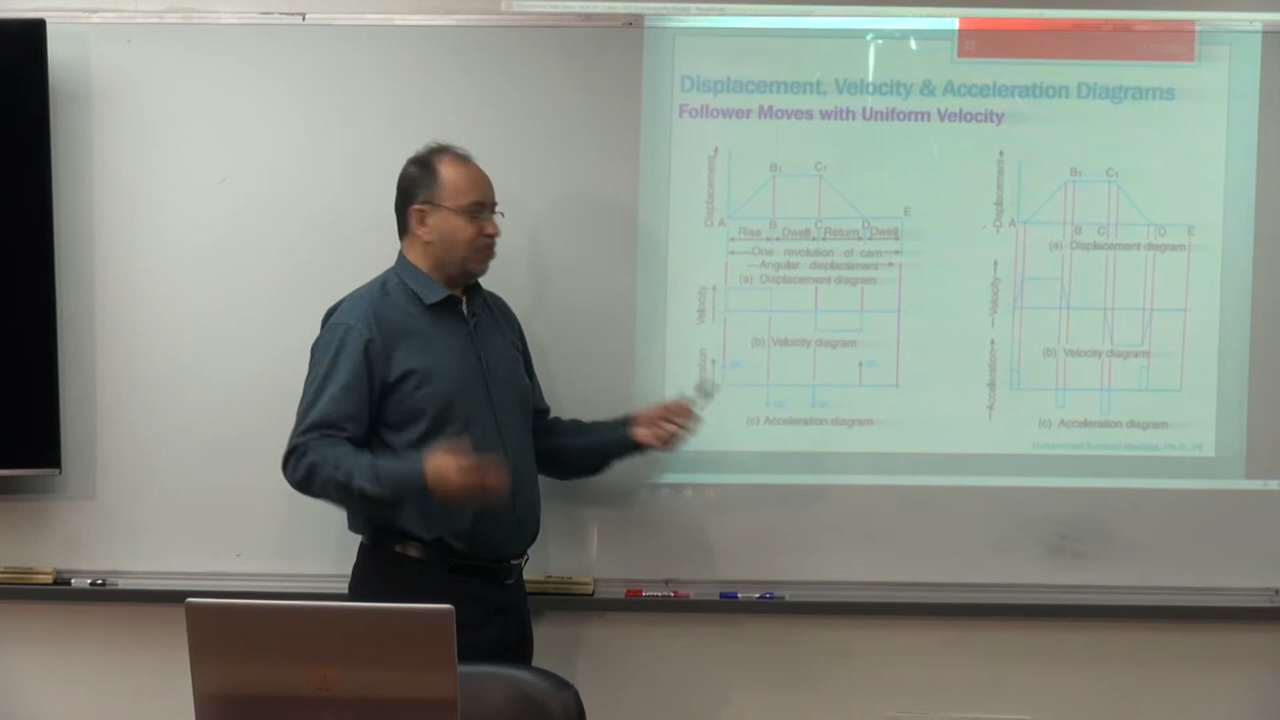 22
Displacement, Velocity & Acceleration Diagrams
Follower Moves with Uniform Velocity
Displacement
B₁ C₁
A B C D E
Rise Dwell Return Dwell
One revolution of cam
Angular displacement
(a) Displacement diagram
Velocity
(b) Velocity diagram
(c) Acceleration diagram
Displacement
B₁ C₁
A B C D E
(a) Displacement diagram
Velocity
(b) Velocity diagram
Acceleration
(c) Acceleration diagram